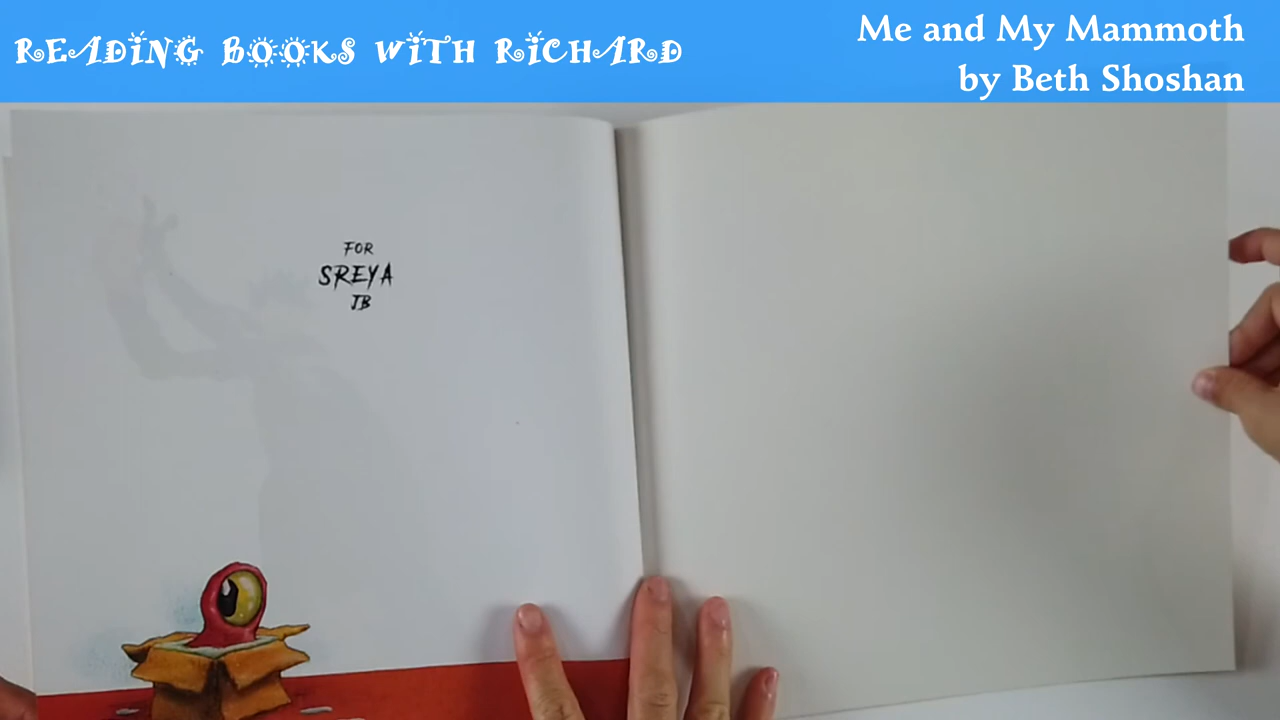 READING BOOKS WITH RICHARD
Me and My Mammoth
by Beth Shoshan
FOR
SREYA
JB